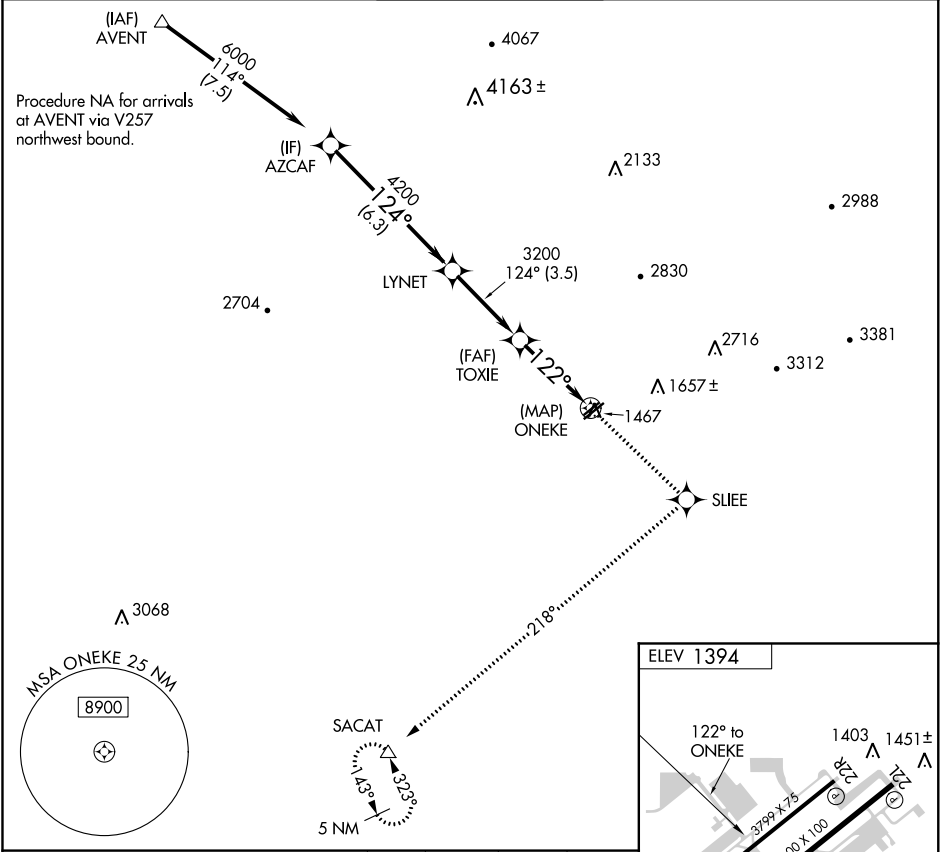 (IAF)
AVENT
6000
114°
(7.5)
4067
4163 ±
Procedure NA for arrivals
at AVENT via V257
northwest bound.
(IF)
AZCAF
2133
4200
124°
(6.3)
2988
3200
124° (3.5)
LYNET
2830
2704
2716
3381
3312
(FAF)
TOXIE
122°
1657 ±
(MAP)
ONEKE
1467
SLIEE
218°
3068
MSA ONEKE 25 NM
8900
SACAT
143°
323°
5 NM
ELEV 1394
122° to
ONEKE
1403
1451 ±
22R
22L
P
P
3799 X 75
00 X 100